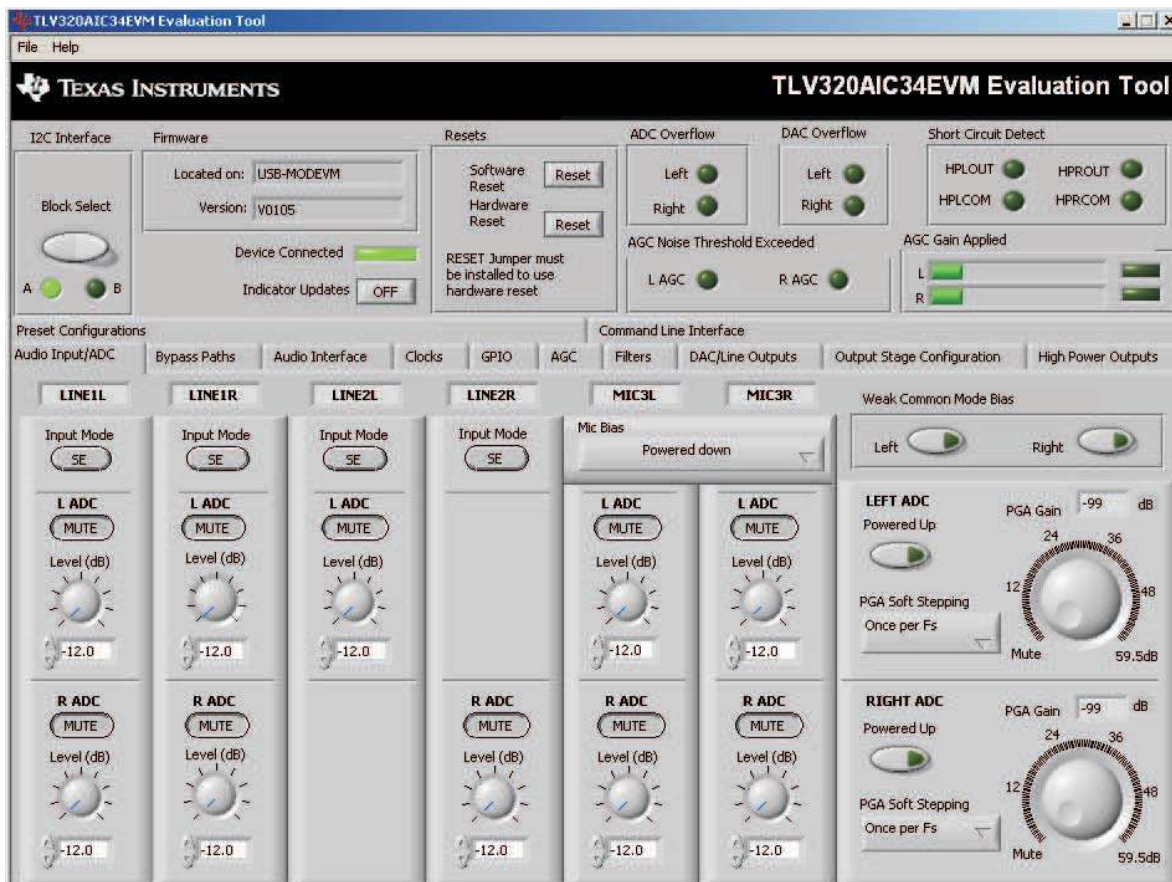 TLV320AIC34EVM Evaluation Tool
File Help
TEXAS INSTRUMENTS
TLV320AIC34EVM Evaluation Tool
I2C Interface
Block Select
A B
Firmware
Located on: USB-MODEVM
Version: V0105
Device Connected
Indicator Updates OFF
Resets
Software Reset Reset
Hardware Reset Reset
RESET Jumper must
be installed to use
hardware reset
ADC Overflow
Left
Right
DAC Overflow
Left
Right
Short Circuit Detect
HPLOUT HPROUT
HPLCOM HPRCOM
AGC Noise Threshold Exceeded
L AGC R AGC
AGC Gain Applied
L
R
Preset Configurations Command Line Interface
Audio Input/ADC Bypass Paths Audio Interface Clocks GPIO AGC Filters DAC/Line Outputs Output Stage Configuration High Power Outputs
LINE1L LINE1R LINE2L LINE2R MIC3L MIC3R
Input Mode Input Mode Input Mode Input Mode
SE SE SE SE
Mic Bias
Powered down
L ADC L ADC L ADC L ADC L ADC
MUTE MUTE MUTE MUTE MUTE
Level (dB) Level (dB) Level (dB) Level (dB) Level (dB)
-12.0 -12.0 -12.0 -12.0 -12.0
R ADC R ADC R ADC R ADC R ADC
MUTE MUTE MUTE MUTE MUTE
Level (dB) Level (dB) Level (dB) Level (dB) Level (dB)
-12.0 -12.0 -12.0 -12.0 -12.0
Weak Common Mode Bias
Left Right
LEFT ADC
Powered Up
PGA Soft Stepping
Once per Fs
PGA Gain -99 dB
24 36
12 48
Mute 59.5dB
RIGHT ADC
Powered Up
PGA Soft Stepping
Once per Fs
PGA Gain -99 dB
24 36
12 48
Mute 59.5dB